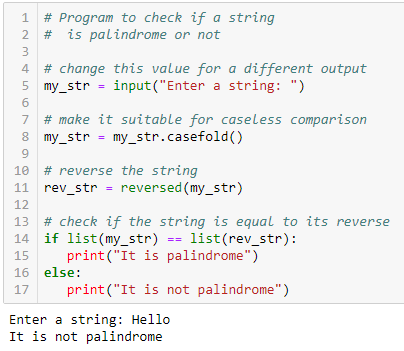 1 # Program to check if a string
2 #  is palindrome or not
3
4 # change this value for a different output
5 my_str = input("Enter a string: ")
6
7 # make it suitable for caseless comparison
8 my_str = my_str.casefold()
9
10 # reverse the string
11 rev_str = reversed(my_str)
12
13 # check if the string is equal to its reverse
14 if list(my_str) == list(rev_str):
15    print("It is palindrome")
16 else:
17    print("It is not palindrome")
Enter a string: Hello
It is not palindrome